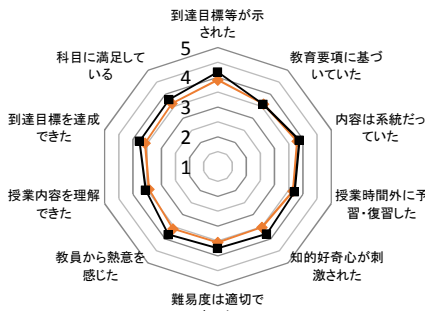 到達目標等が示
された
教育要項に基づ
いていた
内容は系統だっ
ていた
授業時間外に予
習・復習した
知的好奇心が刺
激された
難易度は適切で
教員から熱意を
感じた
授業内容を理解
できた
到達目標を達成
できた
科目に満足して
いる
5
4
3
2
1